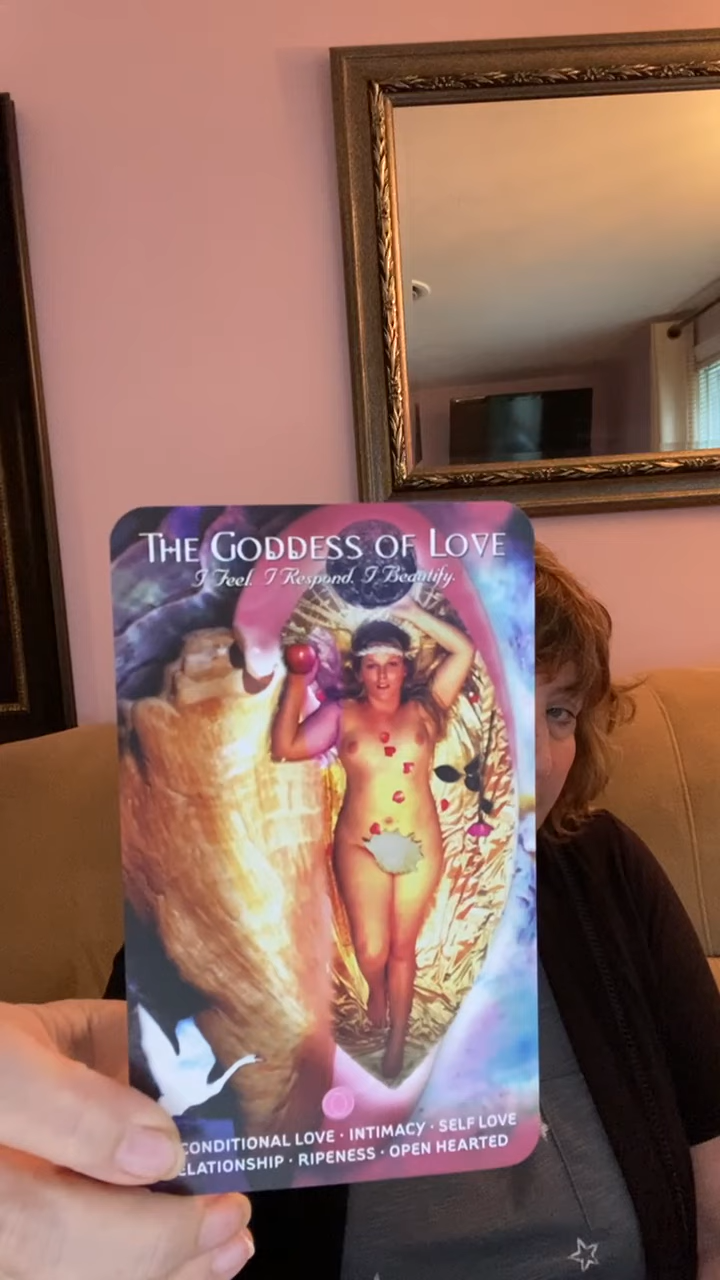 THE GODDESS OF LOVE
I Feel. I Respond. I Beautify.
CONDITIONAL LOVE · INTIMACY · SELF LOVE
ELATIONSHIP · RIPENESS · OPEN HEARTED